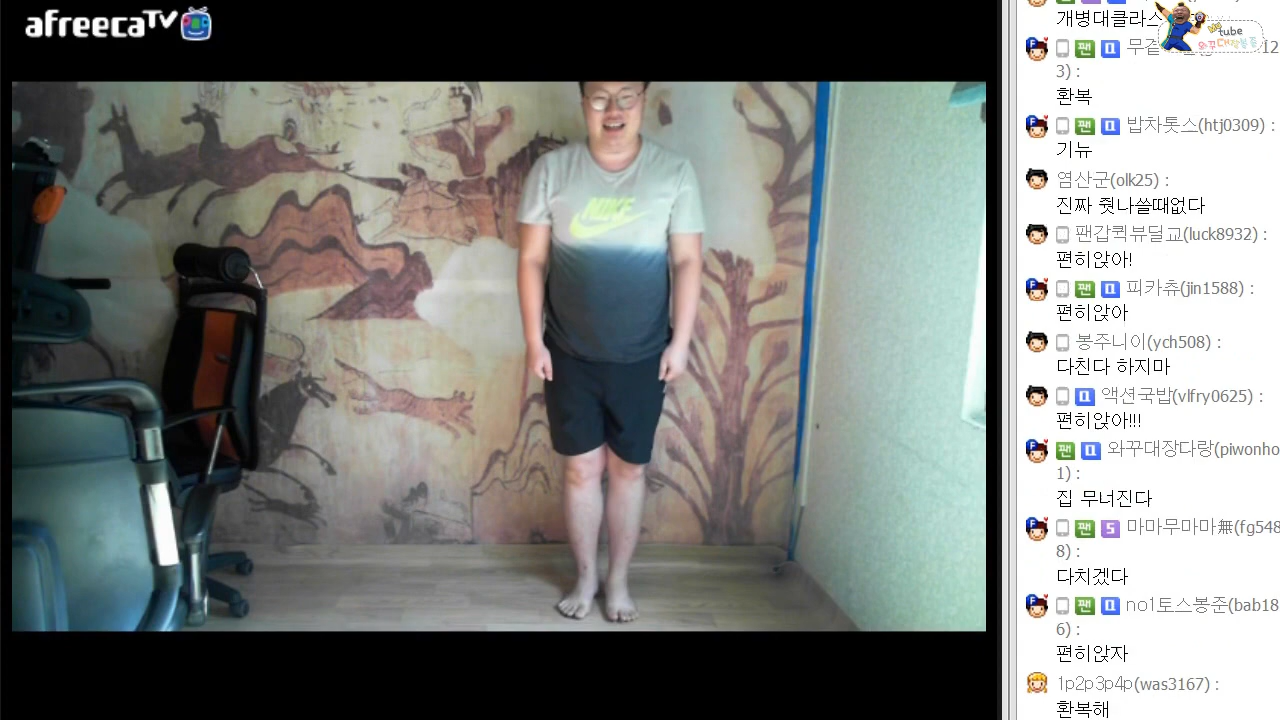 afreecaTV
NIKE
개병대클라스
tube
3) :
환복
밥차톳스(htj0309) :
기뉴
염산군(olk25) :
진짜 줫나쓸때없다
팬갑퀵뷰딜교(luck8932) :
편히앉아!
피카츄(jin1588) :
편히앉아
봉주니이(ych508) :
다친다 하지마
액션국밥(vlfry0625) :
편히앉아!!!
와꾸대장다랑(piwonho
1) :
집 무너진다
마마무마마無(fg548
8) :
다치겠다
no1토스봉준(bab18
6) :
편히앉자
1p2p3p4p(was3167) :
환복해